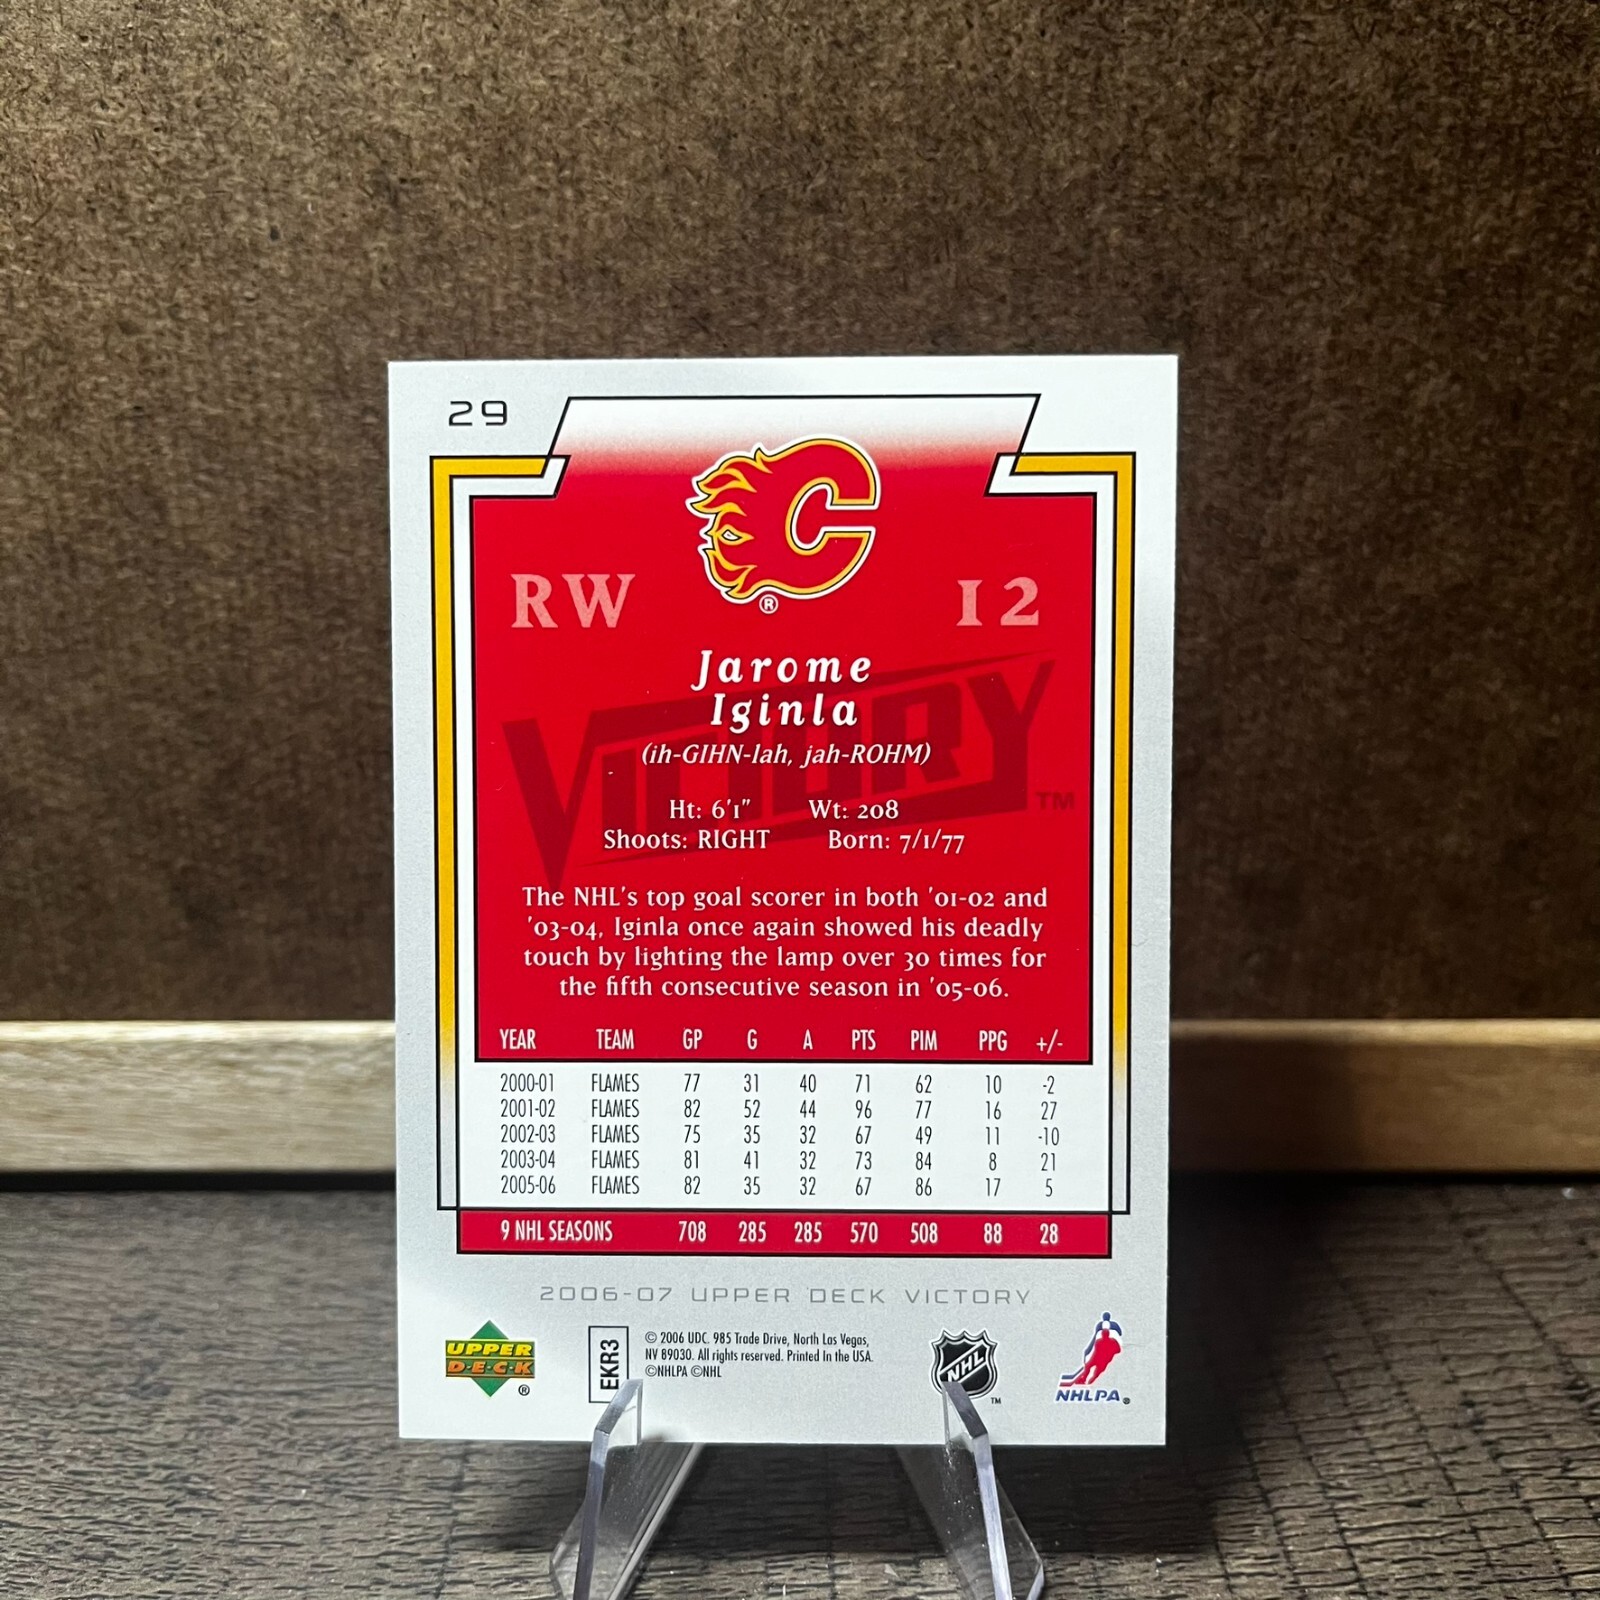 29
C
®
RW 12
Jarome
Iginla
(ih-GIHN-lah, jah-ROHM)
VICTORY TM
Ht: 6'1" Wt: 208
Shoots: RIGHT Born: 7/1/77
The NHL's top goal scorer in both '01-02 and
'03-04, Iginla once again showed his deadly
touch by lighting the lamp over 30 times for
the fifth consecutive season in '05-06.
YEAR TEAM GP G A PTS PIM PPG +/-
2000-01 FLAMES 77 31 40 71 62 10 -2
2001-02 FLAMES 82 52 44 96 77 16 27
2002-03 FLAMES 75 35 32 67 49 11 -10
2003-04 FLAMES 81 41 32 73 84 8 21
2005-06 FLAMES 82 35 32 67 86 17 5
9 NHL SEASONS 708 285 285 570 508 88 28
2006-07 UPPER DECK VICTORY
UPPER
D·E·C·K
®
EKR3
© 2006 UDC. 985 Trade Drive, North Las Vegas,
NV 89030. All rights reserved. Printed In the USA.
©NHLPA ©NHL
NHL
TM
NHLPA®